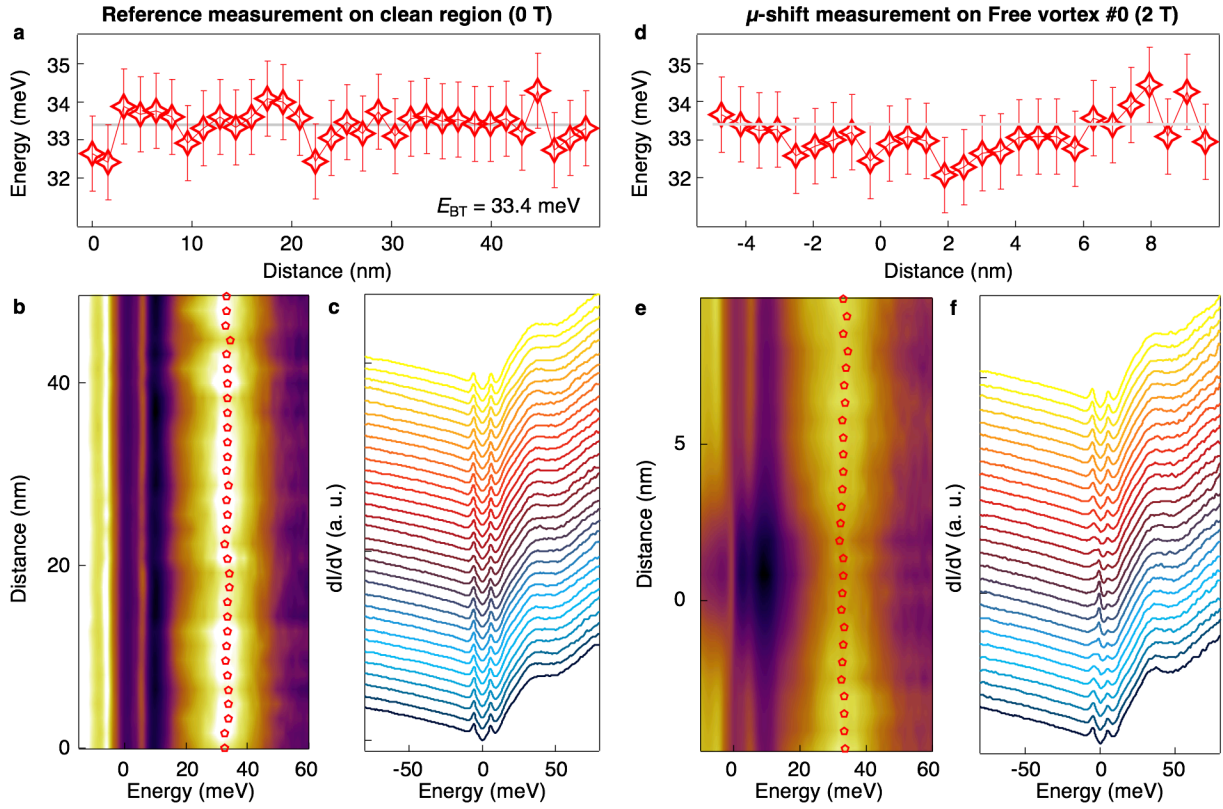 Reference measurement on clean region (0 T)
μ-shift measurement on Free vortex #0 (2 T)
a
35
34
33
32
Energy (meV)
E_BT = 33.4 meV
0
10
20
30
40
Distance (nm)
d
35
34
33
32
Energy (meV)
-4
-2
0
2
4
6
8
Distance (nm)
b
40
20
0
Distance (nm)
0
20
40
60
Energy (meV)
c
dI/dV (a. u.)
-50
0
50
Energy (meV)
e
5
0
Distance (nm)
0
20
40
60
Energy (meV)
f
dI/dV (a. u.)
-50
0
50
Energy (meV)